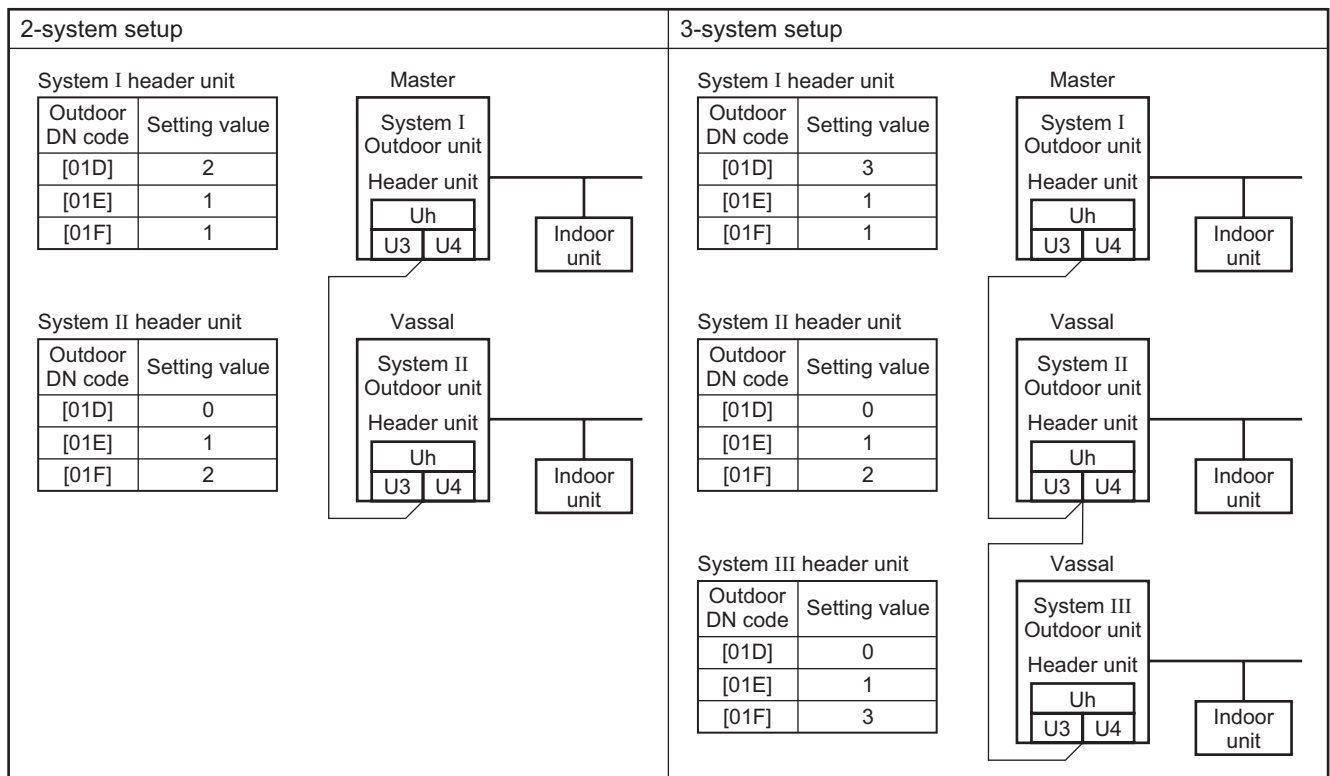 2-system setup
System I header unit
Outdoor DN code Setting value
[01D] 2
[01E] 1
[01F] 1
Master
System I
Outdoor unit
Header unit
Uh
U3 U4
Indoor
unit
System II header unit
Outdoor DN code Setting value
[01D] 0
[01E] 1
[01F] 2
Vassal
System II
Outdoor unit
Header unit
Uh
U3 U4
Indoor
unit
3-system setup
System I header unit
Outdoor DN code Setting value
[01D] 3
[01E] 1
[01F] 1
Master
System I
Outdoor unit
Header unit
Uh
U3 U4
Indoor
unit
System II header unit
Outdoor DN code Setting value
[01D] 0
[01E] 1
[01F] 2
Vassal
System II
Outdoor unit
Header unit
Uh
U3 U4
Indoor
unit
System III header unit
Outdoor DN code Setting value
[01D] 0
[01E] 1
[01F] 3
Vassal
System III
Outdoor unit
Header unit
Uh
U3 U4
Indoor
unit